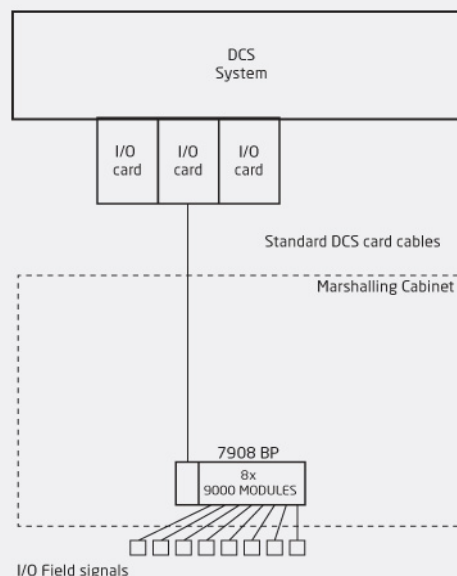 DCS
System
I/O
card
I/O
card
I/O
card
Standard DCS card cables
Marshalling Cabinet
7908 BP
8x
9000 MODULES
I/O Field signals